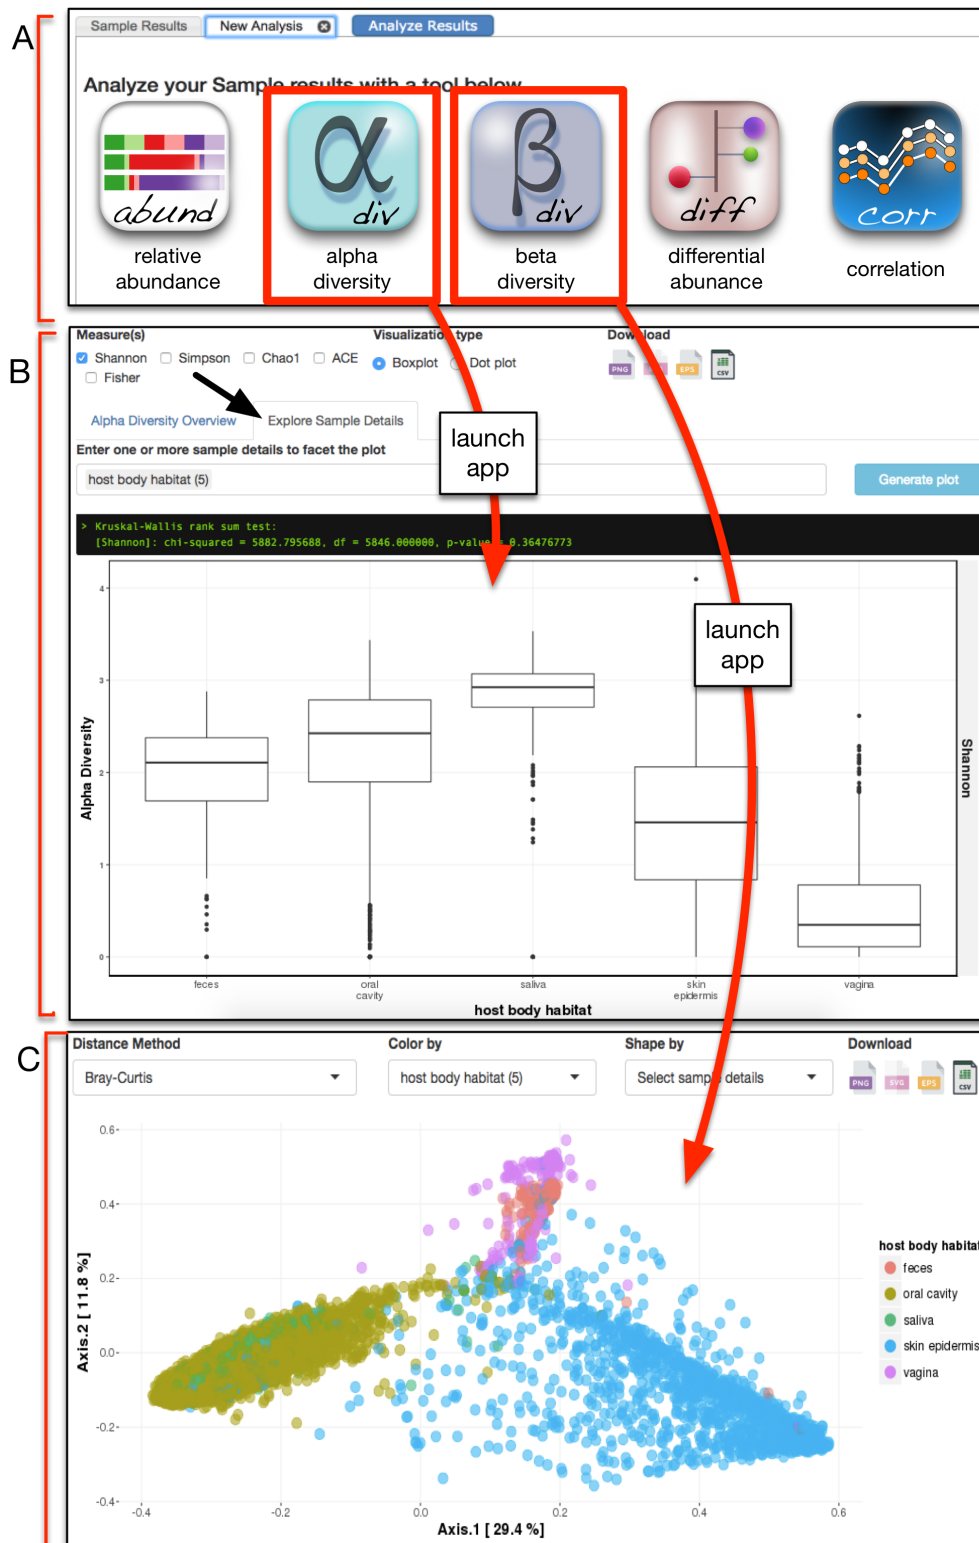 A
Sample Results
New Analysis
Analyze Results
Analyze your Sample results with a tool below
abund
div
div
diff
corr
relative
abundance
alpha
diversity
beta
diversity
differential
abunance
correlation
B
Measure(s)
Visualization type
Download
Shannon
Simpson
Chao1
ACE
Fisher
Boxplot
Dot plot
PNG
EPS
CSV
Alpha Diversity Overview
Explore Sample Details
launch
app
Enter one or more sample details to facet the plot
host body habitat (5)
Generate plot
> Kruskal-Wallis rank sum test:
[Shannon]: chi-squared = 5882.795688, df = 5846.000000, p-value = 0.36476773
4
3
2
1
0
Alpha Diversity
Shannon
launch
app
feces
oral
cavity
saliva
skin
epidermis
vagina
host body habitat
C
Distance Method
Color by
Shape by
Download
Bray-Curtis
host body habitat (5)
Select sample details
PNG
SVG
EPS
CSV
0.6
0.4
0.2
0.0
-0.2
-0.4
Axis.2 [ 11.8 %]
-0.4
-0.2
0.0
0.2
0.4
0.6
Axis.1 [ 29.4 %]
host body habitat
feces
oral cavity
saliva
skin epidermis
vagina